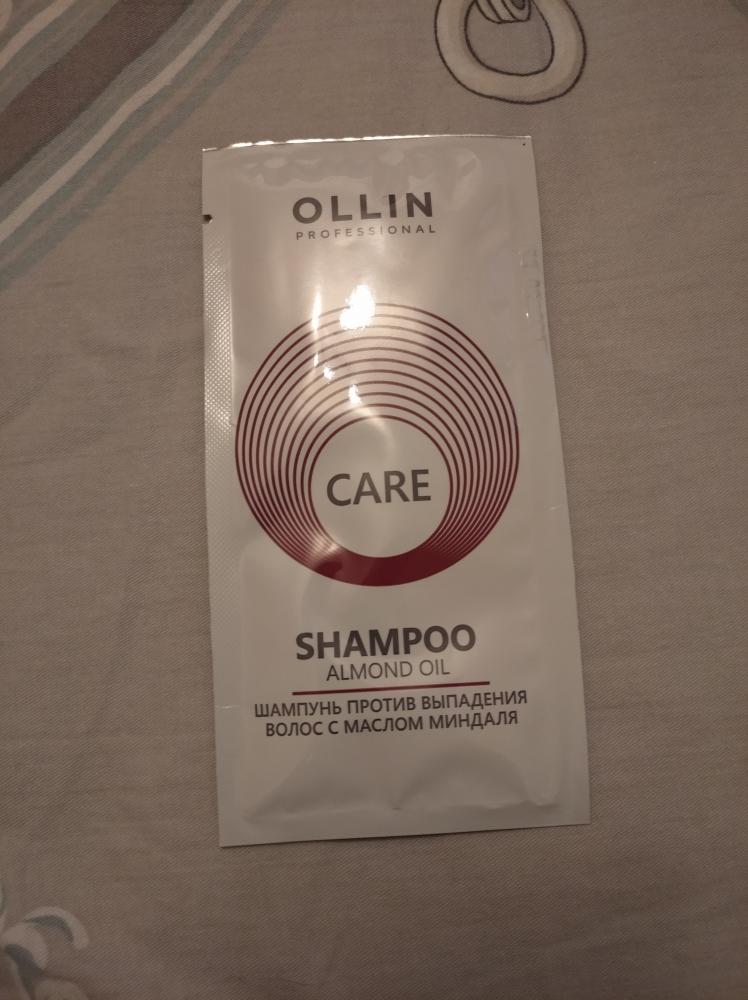 OLLIN
PROFESSIONAL
CARE
SHAMPOO
ALMOND OIL
ШАМПУНЬ ПРОТИВ ВЫПАДЕНИЯ
ВОЛОС С МАСЛОМ МИНДАЛЯ